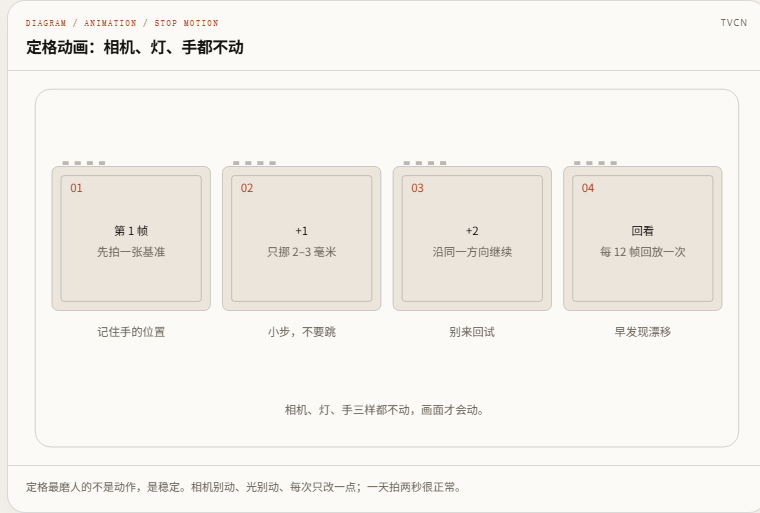 DIAGRAM / ANIMATION / STOP MOTION
TVCN
定格动画：相机、灯、手都不动
01
第 1 帧
先拍一张基准
记住手的位置
02
+1
只挪 2–3 毫米
小步，不要跳
03
+2
沿同一方向继续
别来回试
04
回看
每 12 帧回放一次
早发现漂移
相机、灯、手三样都不动，画面才会动。
定格最磨人的不是动作，是稳定。相机别动、光别动、每次只改一点；一天拍两秒很正常。